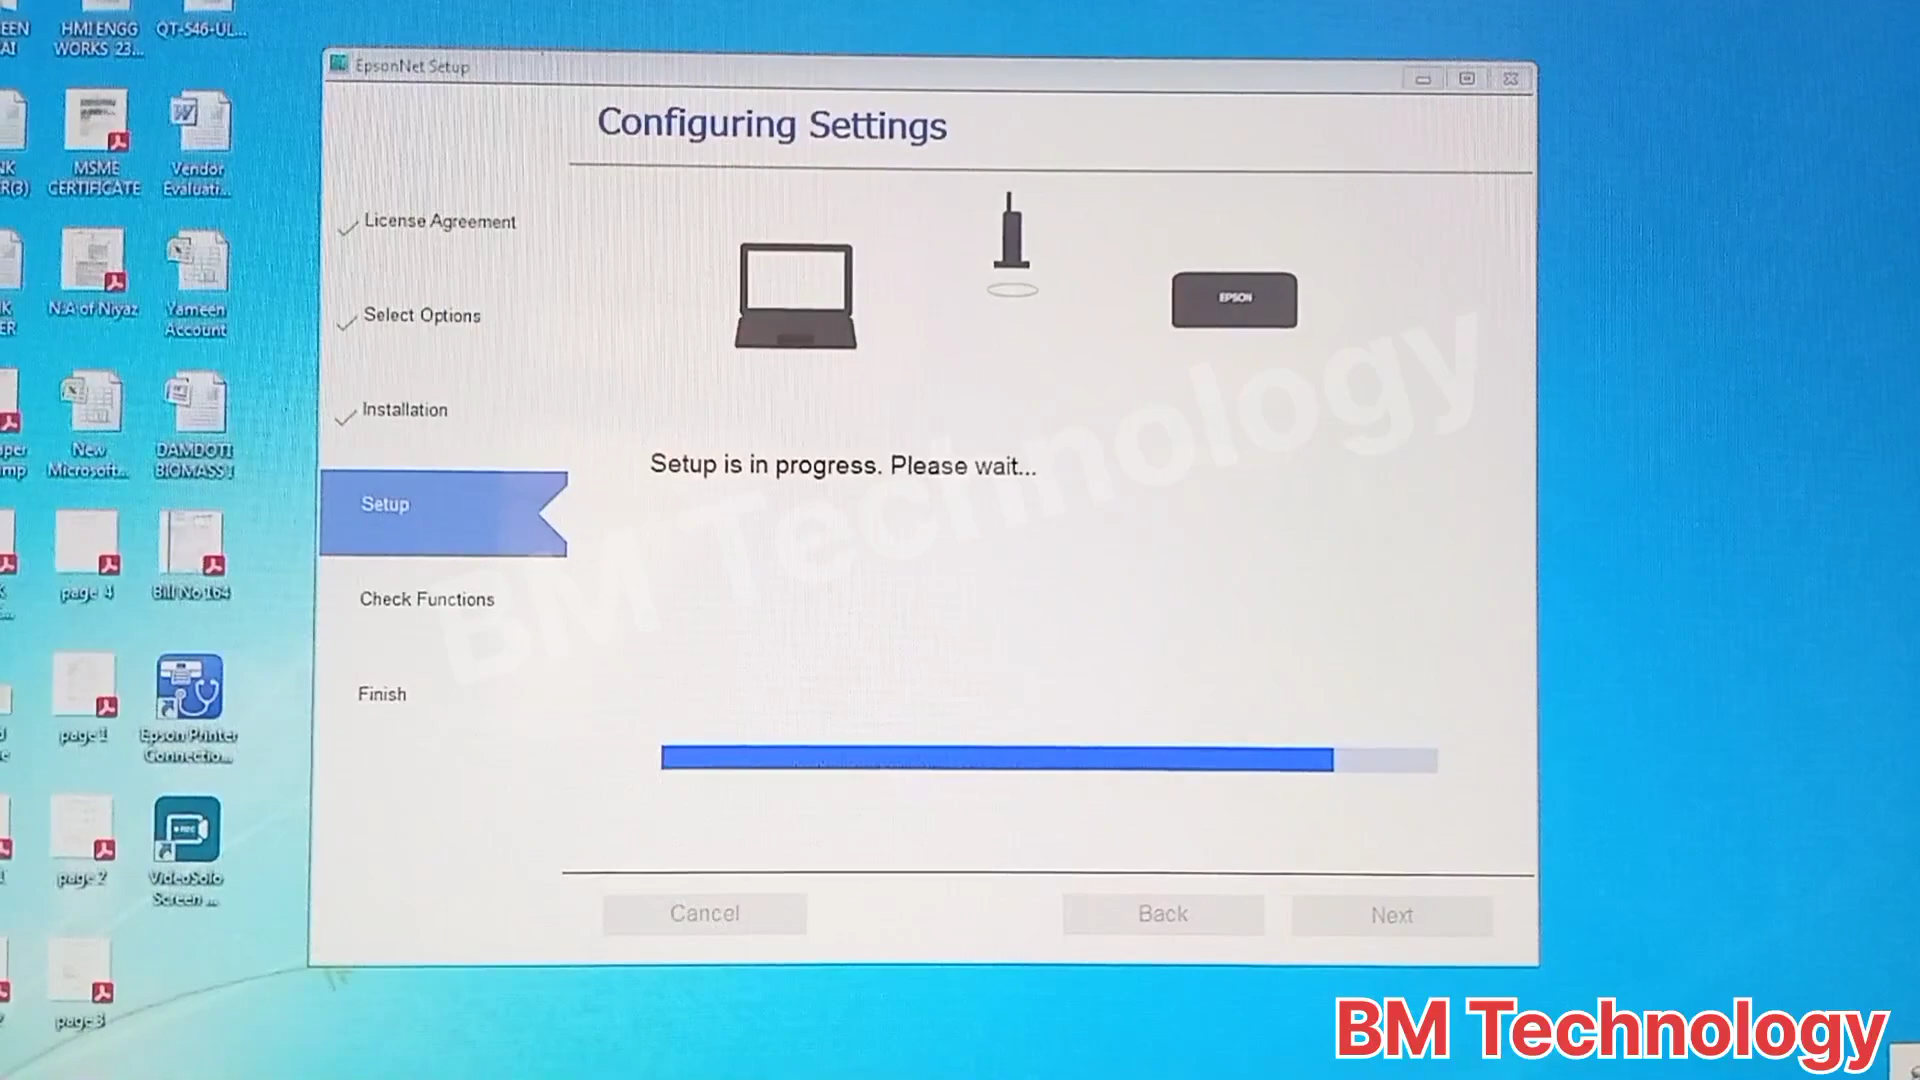 HMI ENGG
WORKS 23...
QT-546-UL...
EpsonNet Setup
Configuring Settings
MSME
CERTIFICATE
Vendor
Evaluati...
License Agreement
EPSON
N.A of Niyaz
Yameen
Account
Select Options
Installation
New
Microsoft...
DAMDOTI
BIOMASS 1
Setup is in progress. Please wait...
Setup
page 4
Bill No 164
Check Functions
Finish
page 1
Epson Printer
Connectio...
page 2
VideoSolo
Screen ...
Cancel
Back
Next
page 3
BM Technology
BM Technology